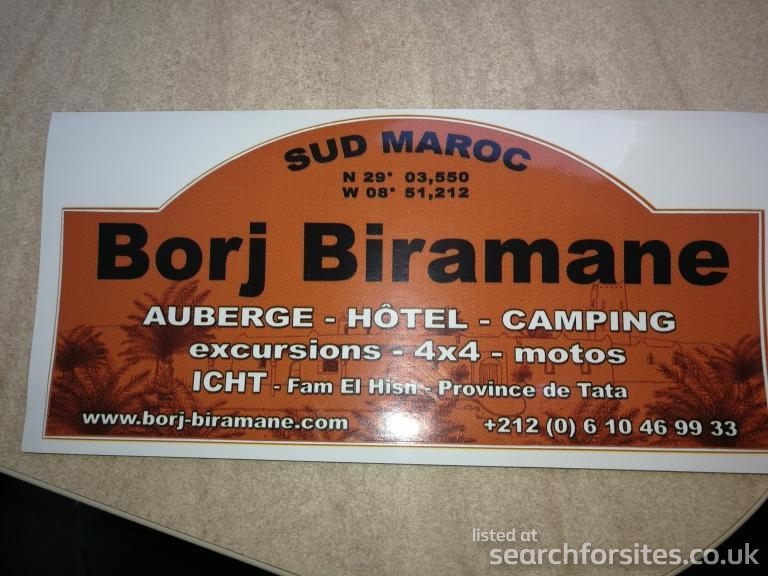 SUD MAROC
N 29° 03,550
W 08° 51,212
Borj Biramane
AUBERGE - HÔTEL - CAMPING
excursions - 4x4 - motos
ICHT - Fam El Hisn - Province de Tata
www.borj-biramane.com +212 (0) 6 10 46 99 33
listed at
searchforsites.co.uk